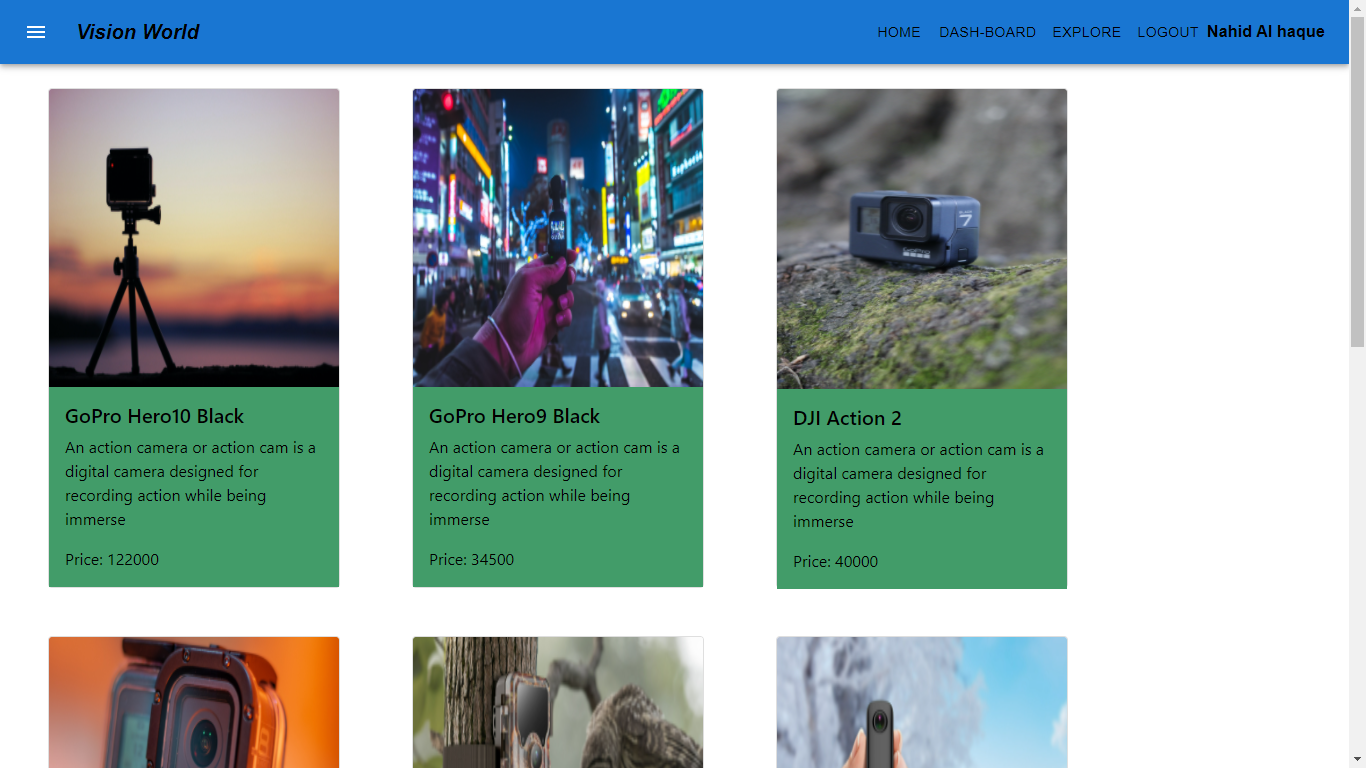 Vision World
HOME DASH-BOARD EXPLORE LOGOUT Nahid Al haque
7
GoPro
GoPro Hero10 Black
An action camera or action cam is a
digital camera designed for
recording action while being
immerse
Price: 122000
GoPro Hero9 Black
An action camera or action cam is a
digital camera designed for
recording action while being
immerse
Price: 34500
DJI Action 2
An action camera or action cam is a
digital camera designed for
recording action while being
immerse
Price: 40000